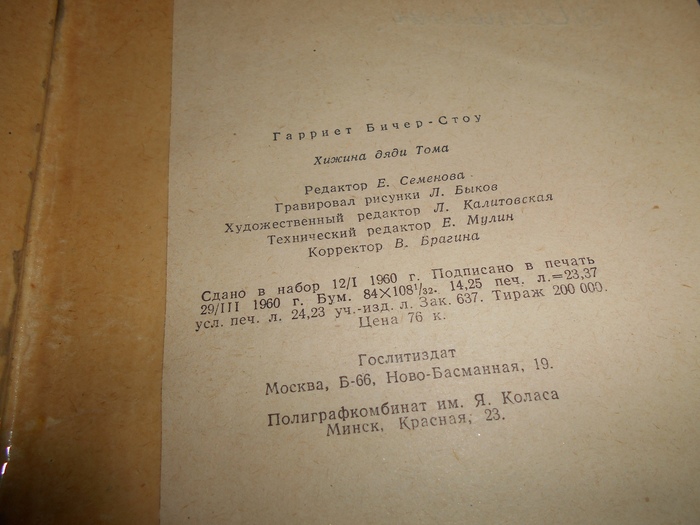 Гарриет Бичер-Стоу
Хижина дяди Тома
Редактор Е. Семенова
Гравировал рисунки Л. Быков
Художественный редактор Л. Калитовская
Технический редактор Е. Мулин
Корректор В. Брагина
Сдано в набор 12/I 1960 г. Подписано в печать
29/III 1960 г. Бум. 84×108¹/₃₂. 14,25 печ. л.=23,37
усл. печ. л. 24,23 уч.-изд. л. Зак. 637. Тираж 200 000.
Цена 76 к.
Гослитиздат
Москва, Б-66, Ново-Басманная, 19.
Полиграфкомбинат им. Я. Коласа
Минск, Красная, 23.